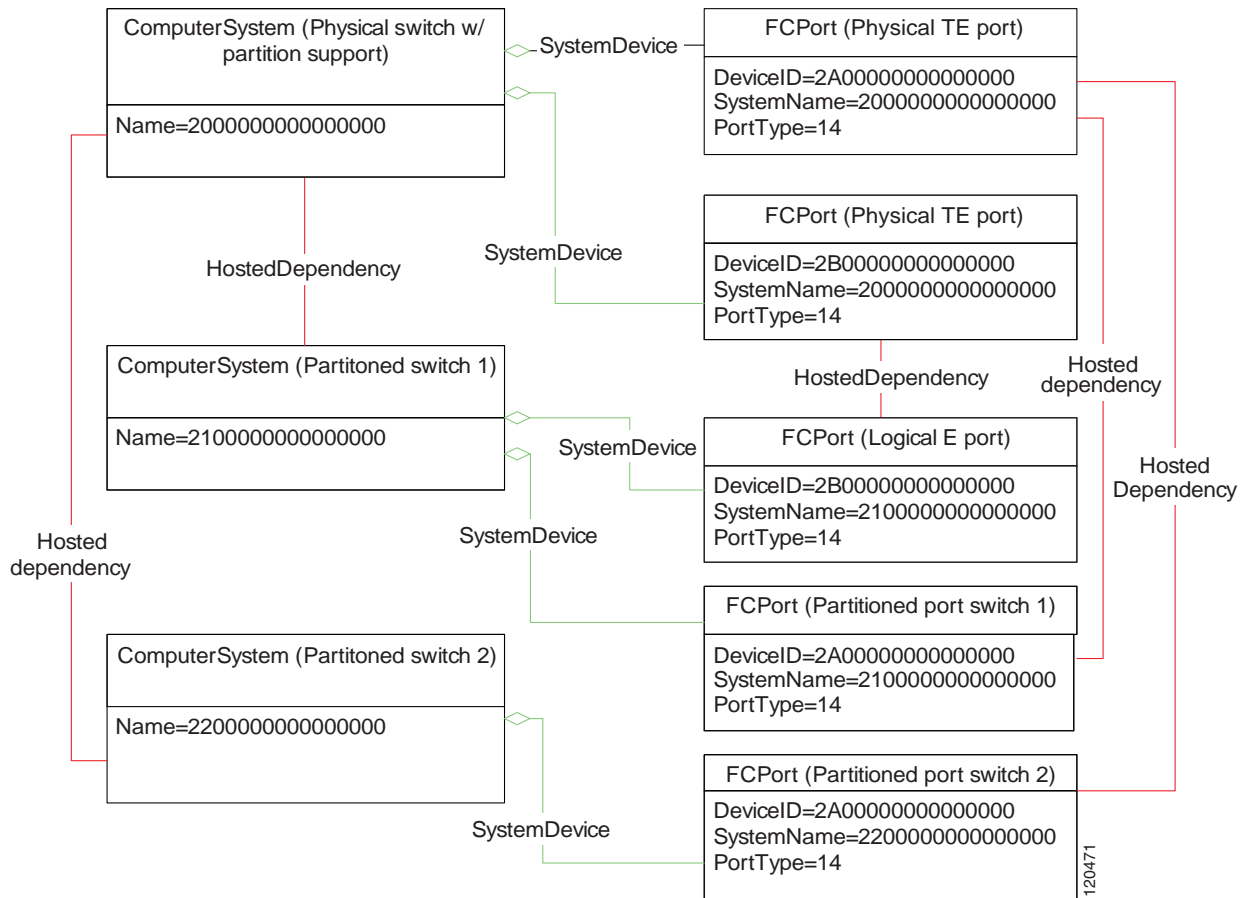 ComputerSystem (Physical switch w/
partition support)
Name=2000000000000000
SystemDevice
FCPort (Physical TE port)
DeviceID=2A00000000000000
SystemName=2000000000000000
PortType=14
FCPort (Physical TE port)
DeviceID=2B00000000000000
SystemName=2000000000000000
PortType=14
SystemDevice
HostedDependency
ComputerSystem (Partitoned switch 1)
Name=2100000000000000
HostedDependency
Hosted
dependency
SystemDevice
FCPort (Logical E port)
DeviceID=2B00000000000000
SystemName=2100000000000000
PortType=14
Hosted
Dependency
SystemDevice
Hosted
dependency
FCPort (Partitioned port switch 1)
DeviceID=2A00000000000000
SystemName=2100000000000000
PortType=14
ComputerSystem (Partitoned switch 2)
Name=2200000000000000
SystemDevice
FCPort (Partitioned port switch 2)
DeviceID=2A00000000000000
SystemName=2200000000000000
PortType=14
120471